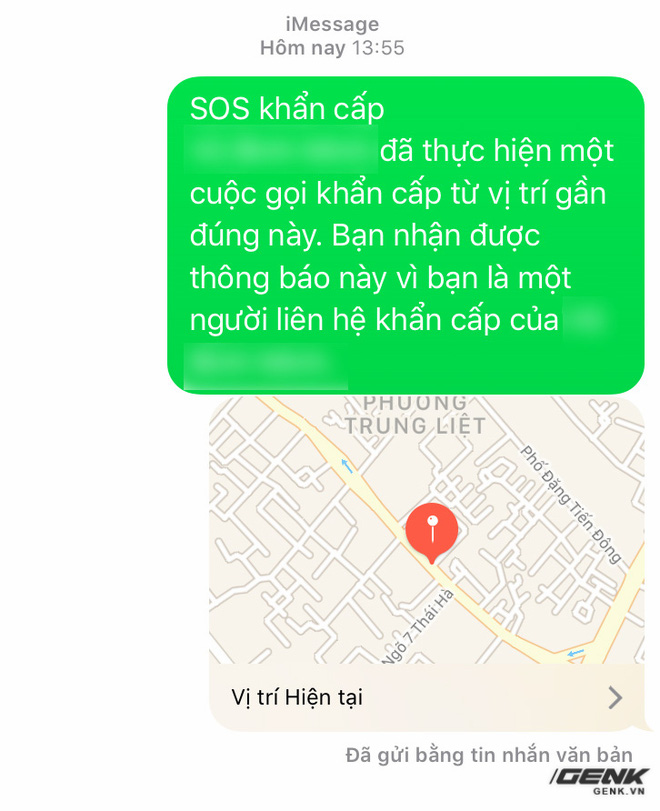 iMessage
Hôm nay 13:55
SOS khẩn cấp
đã thực hiện một
cuộc gọi khẩn cấp từ vị trí gần
đúng này. Bạn nhận được
thông báo này vì bạn là một
người liên hệ khẩn cấp của
PHƯỜNG
TRUNG LIỆT
Phố Đặng Tiến Đông
Ngõ 7 Thái Hà
Vị trí Hiện tại
Đã gửi bằng tin nhắn văn bản
GENK
GENK.VN